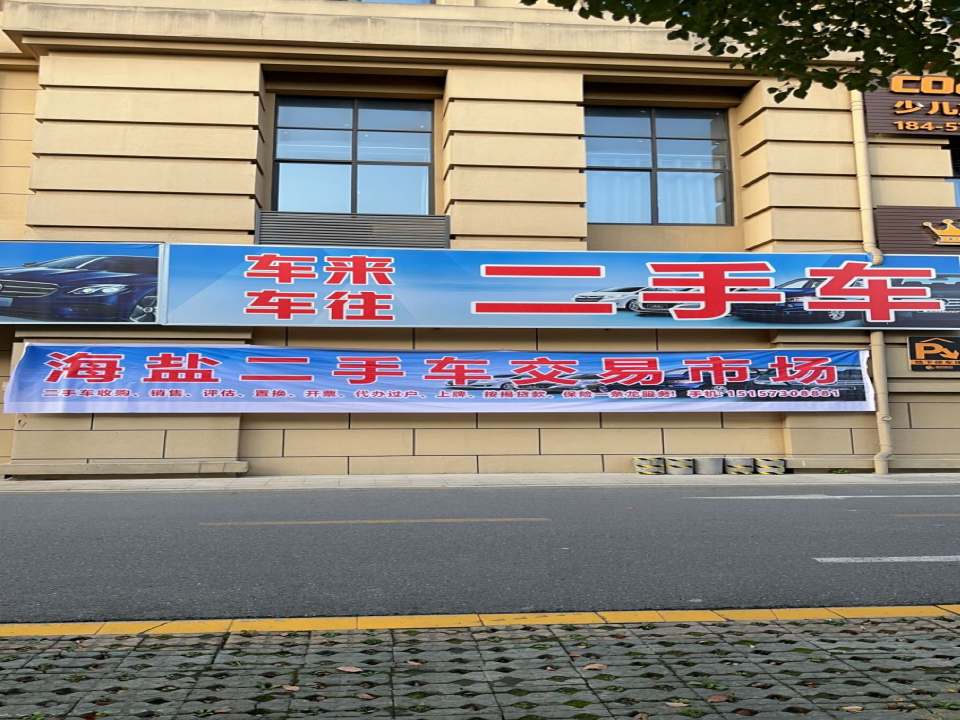 车来
车往
二手车
海盐二手车交易市场
二手车收购、销售、评估、置换、开票、代办过户、上牌、按揭贷款、保险一条龙服务! 手机:15157308881
少儿
184-5
P